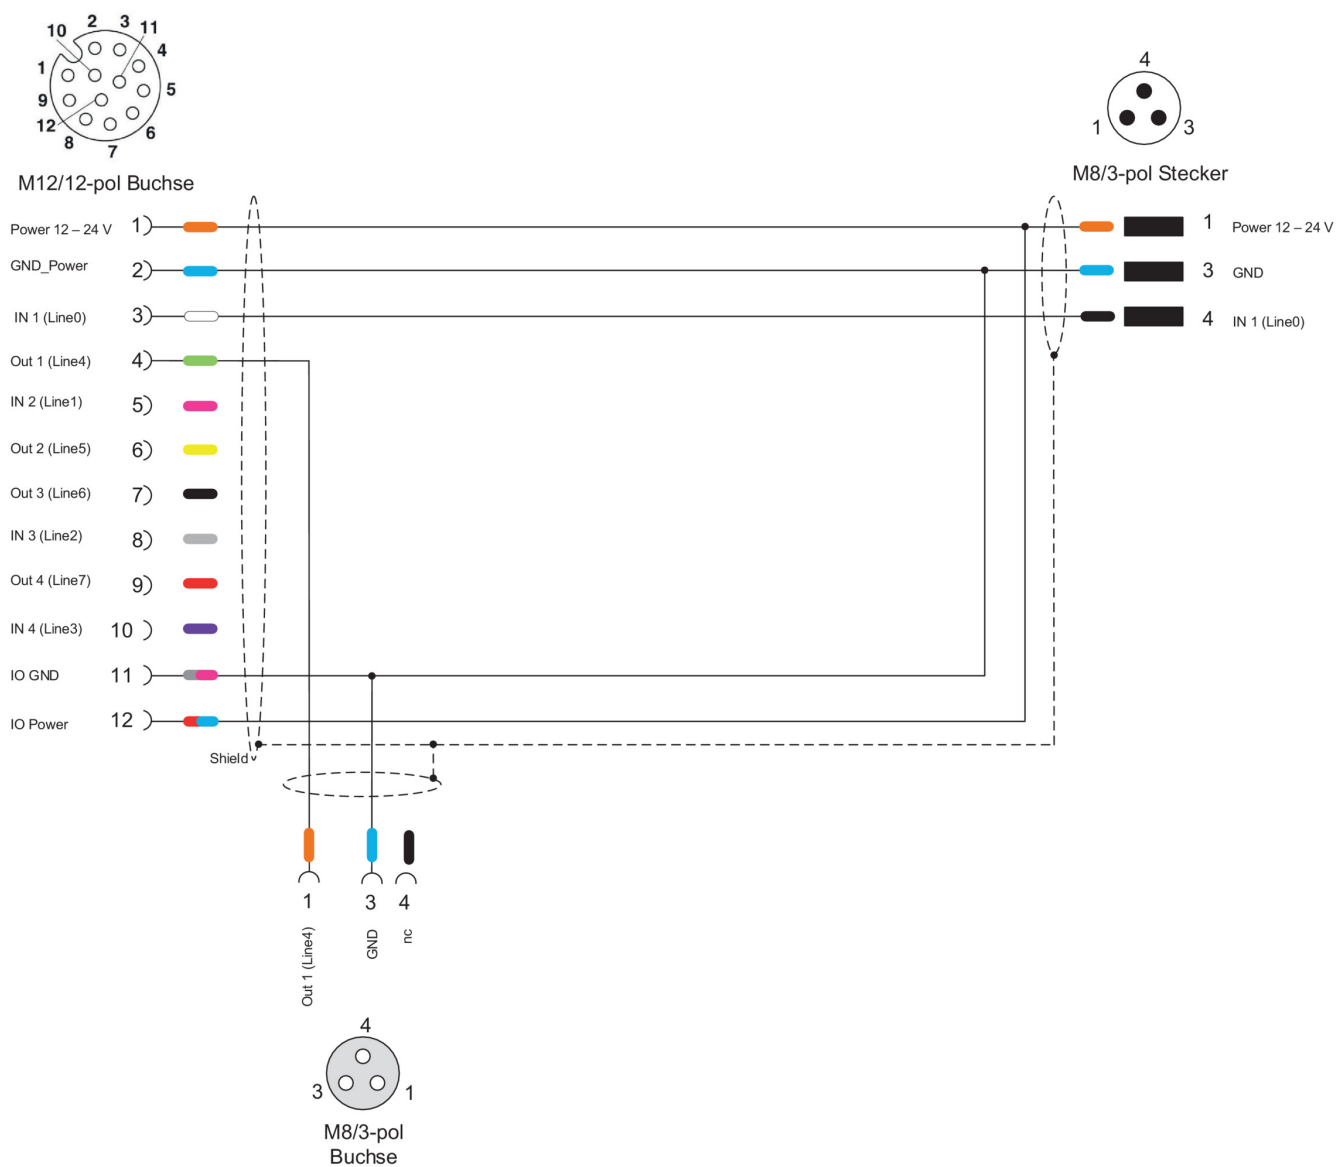 2 3 11
10
4
1
5
9
12
6
8
7
M12/12-pol Buchse
4
1 3
M8/3-pol Stecker
Power 12 – 24 V 1
1 Power 12 – 24 V
GND_Power 2
3 GND
IN 1 (Line0) 3
4 IN 1 (Line0)
Out 1 (Line4) 4
IN 2 (Line1) 5
Out 2 (Line5) 6
Out 3 (Line6) 7
IN 3 (Line2) 8
Out 4 (Line7) 9
IN 4 (Line3) 10
IO GND 11
IO Power 12
Shield
1 3 4
Out 1 (Line4)
GND
nc
4
3 1
M8/3-pol
Buchse